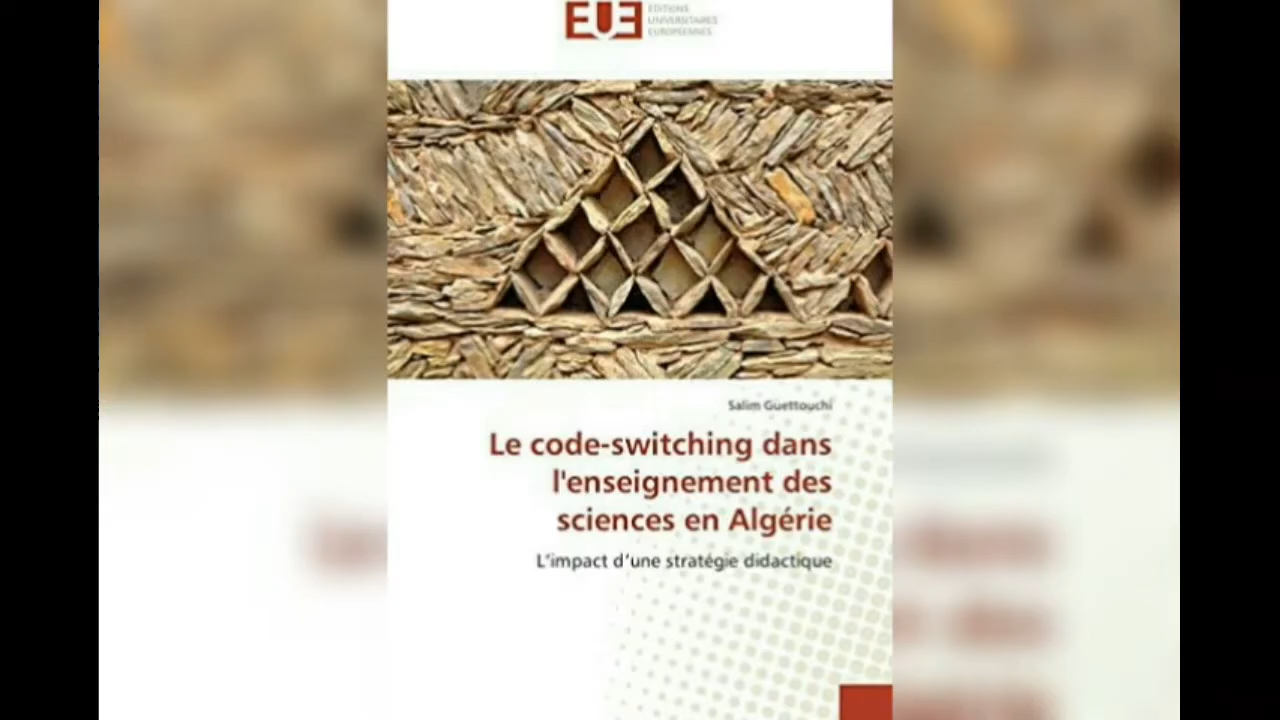 EUE
EDITIONS
UNIVERSITAIRES
EUROPEENNES
Salim Guettouchi
Le code-switching dans
l'enseignement des
sciences en Algérie
L'impact d'une stratégie didactique